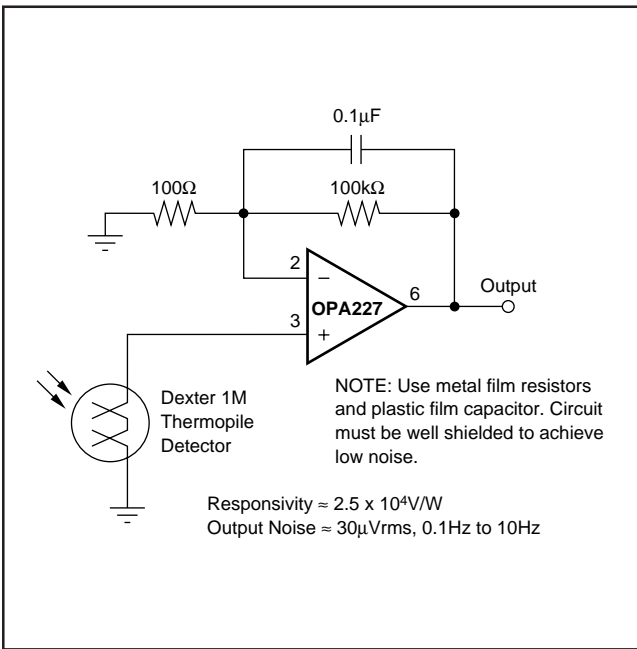 0.1µF
100Ω
100kΩ
2
−
OPA227
6
Output
3
+
Dexter 1M
Thermopile
Detector
NOTE: Use metal film resistors
and plastic film capacitor. Circuit
must be well shielded to achieve
low noise.
Responsivity ≈ 2.5 x 10⁴V/W
Output Noise ≈ 30µVrms, 0.1Hz to 10Hz